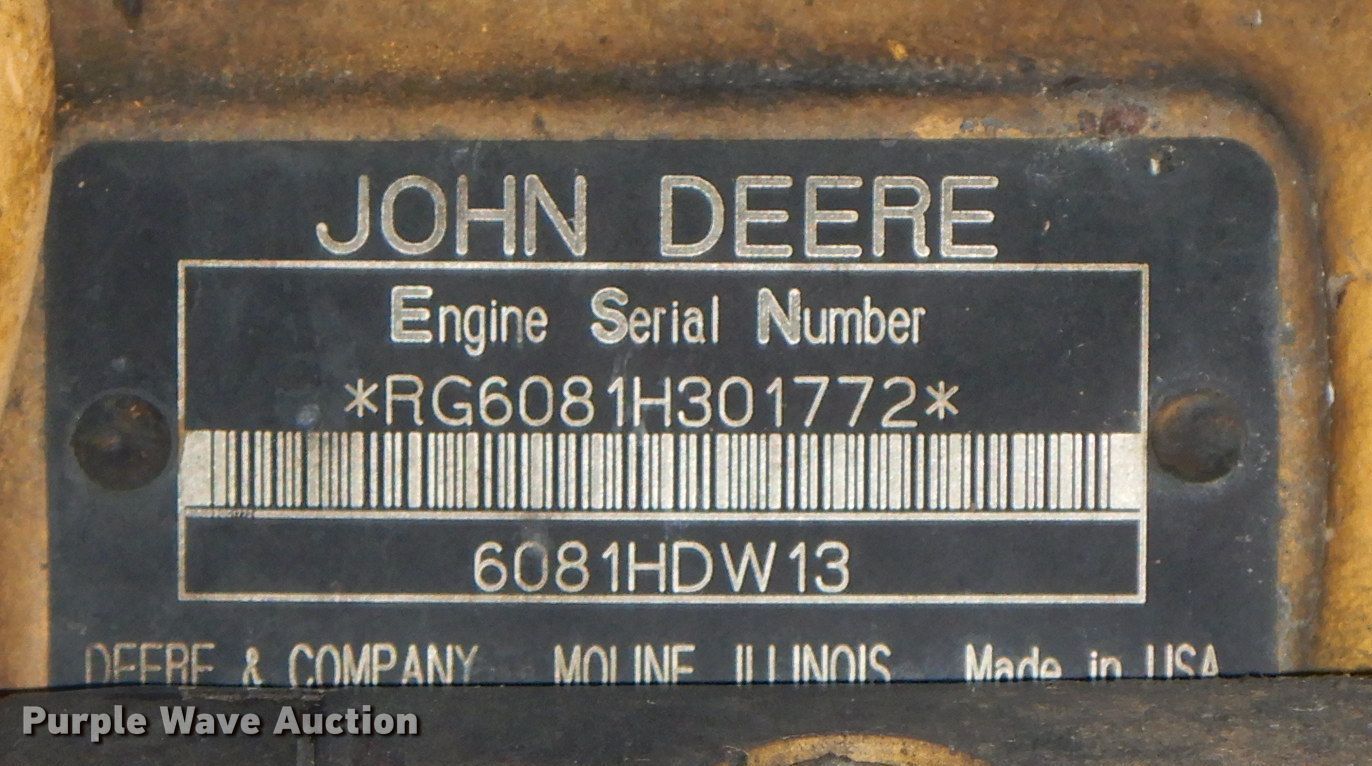 JOHN DEERE
Engine Serial Number
*RG6081H301772*
6081HDW13
DEERE & COMPANY MOLINE ILLINOIS Made in USA
Purple Wave Auction